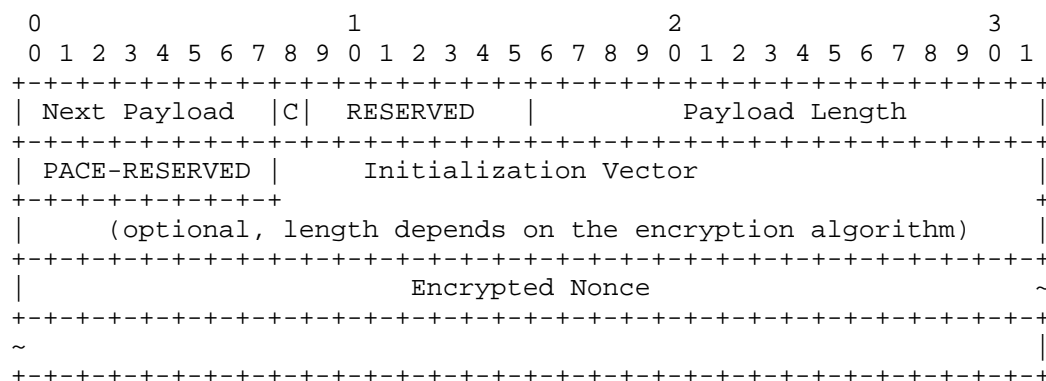 0                   1                   2                   3
 0 1 2 3 4 5 6 7 8 9 0 1 2 3 4 5 6 7 8 9 0 1 2 3 4 5 6 7 8 9 0 1
+-+-+-+-+-+-+-+-+-+-+-+-+-+-+-+-+-+-+-+-+-+-+-+-+-+-+-+-+-+-+-+-+
| Next Payload  |C|  RESERVED   |         Payload Length        |
+-+-+-+-+-+-+-+-+-+-+-+-+-+-+-+-+-+-+-+-+-+-+-+-+-+-+-+-+-+-+-+-+
| PACE-RESERVED |     Initialization Vector                     |
+-+-+-+-+-+-+-+-+                                               +
|     (optional, length depends on the encryption algorithm)    |
+-+-+-+-+-+-+-+-+-+-+-+-+-+-+-+-+-+-+-+-+-+-+-+-+-+-+-+-+-+-+-+-+
|                        Encrypted Nonce                        ~
+-+-+-+-+-+-+-+-+-+-+-+-+-+-+-+-+-+-+-+-+-+-+-+-+-+-+-+-+-+-+-+-+
~                                                               |
+-+-+-+-+-+-+-+-+-+-+-+-+-+-+-+-+-+-+-+-+-+-+-+-+-+-+-+-+-+-+-+-+